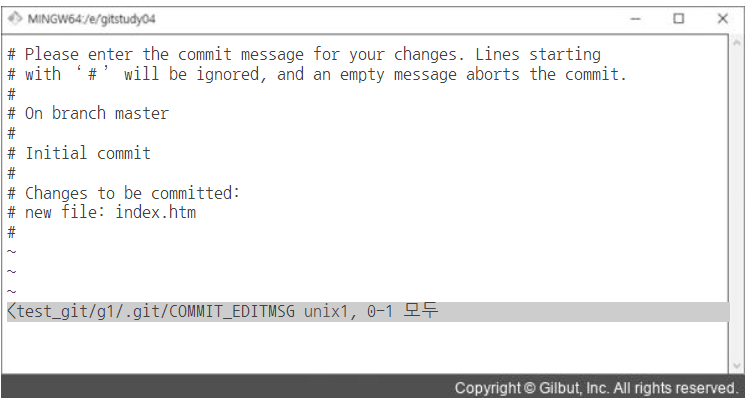 MINGW64:/e/gitstudy04
# Please enter the commit message for your changes. Lines starting
# with ‘#’ will be ignored, and an empty message aborts the commit.
#
# On branch master
#
# Initial commit
#
# Changes to be committed:
# new file: index.htm
#
~
~
~
<test_git/g1/.git/COMMIT_EDITMSG unix1, 0-1 모두
Copyright © Gilbut, Inc. All rights reserved.